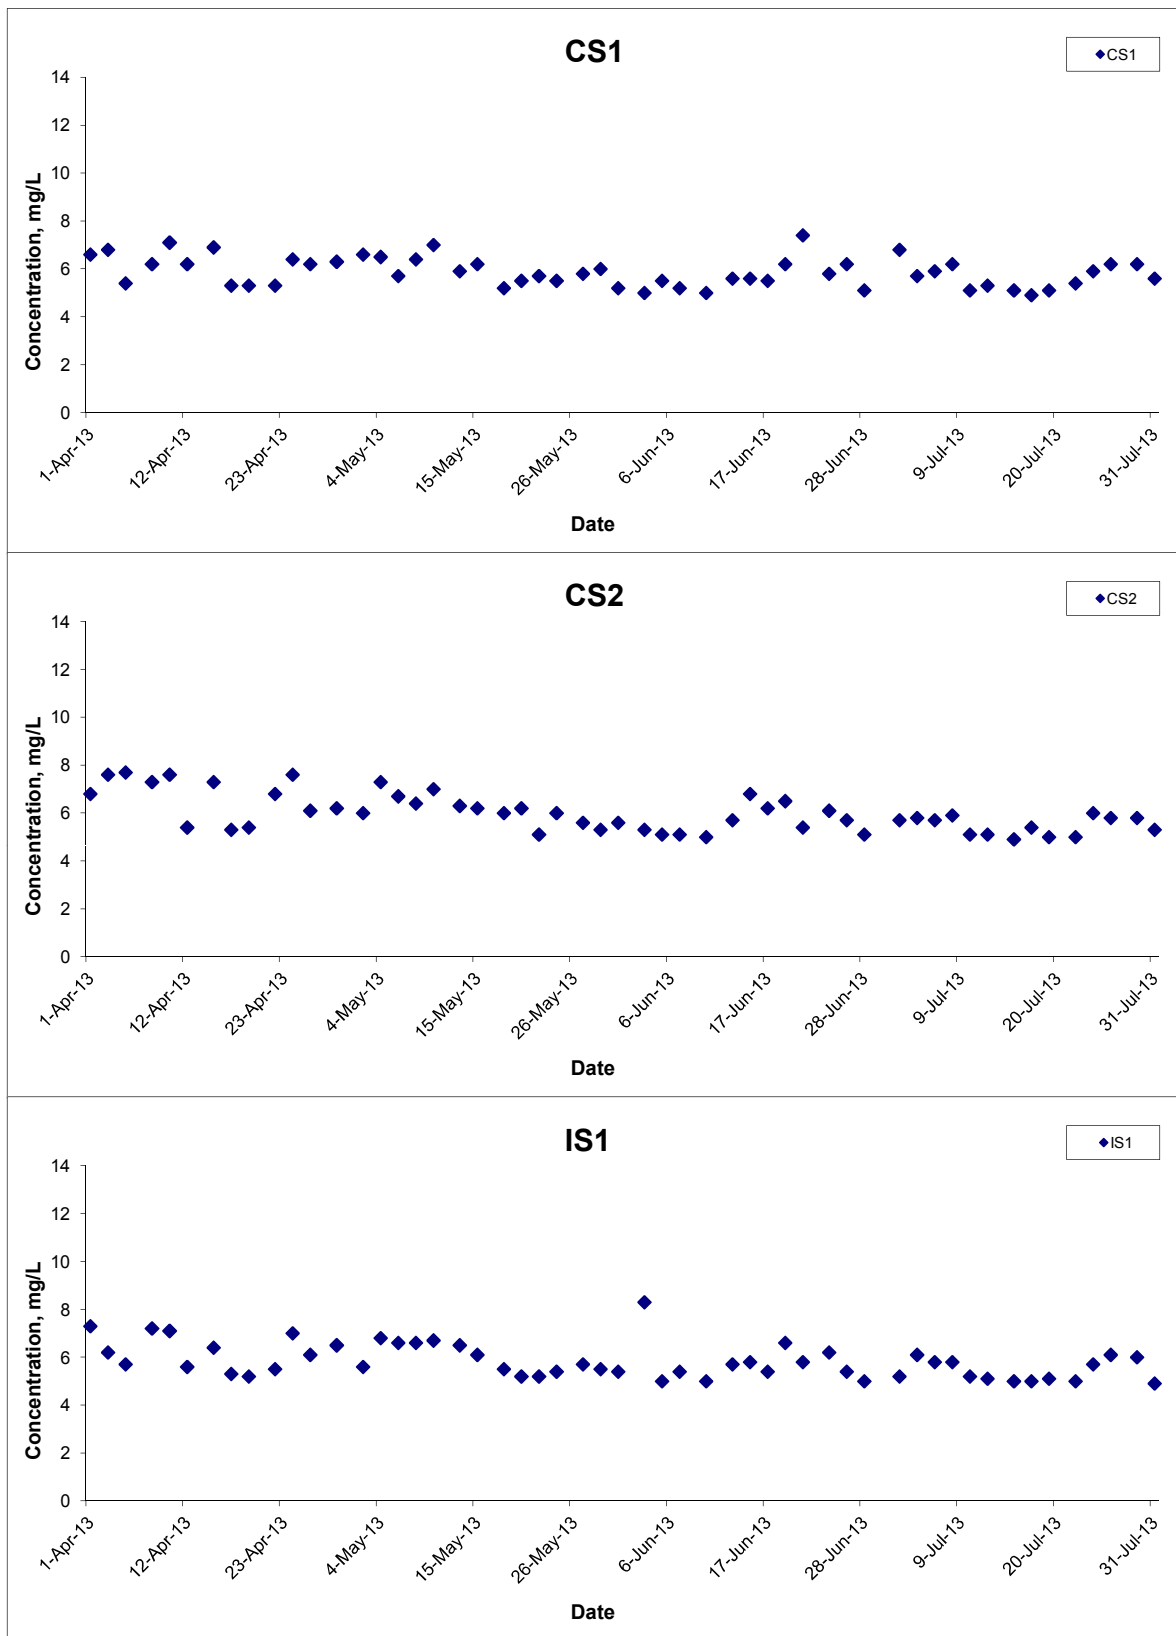 CS1
CS1
14
12
10
8
6
4
2
0
Concentration, mg/L
1-Apr-13
12-Apr-13
23-Apr-13
4-May-13
15-May-13
26-May-13
6-Jun-13
17-Jun-13
28-Jun-13
9-Jul-13
20-Jul-13
31-Jul-13
Date
CS2
CS2
14
12
10
8
6
4
2
0
Concentration, mg/L
1-Apr-13
12-Apr-13
23-Apr-13
4-May-13
15-May-13
26-May-13
6-Jun-13
17-Jun-13
28-Jun-13
9-Jul-13
20-Jul-13
31-Jul-13
Date
IS1
IS1
14
12
10
8
6
4
2
0
Concentration, mg/L
1-Apr-13
12-Apr-13
23-Apr-13
4-May-13
15-May-13
26-May-13
6-Jun-13
17-Jun-13
28-Jun-13
9-Jul-13
20-Jul-13
31-Jul-13
Date